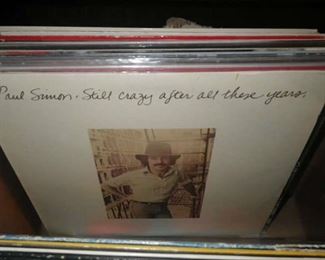 Paul Simon · Still crazy after all these years.